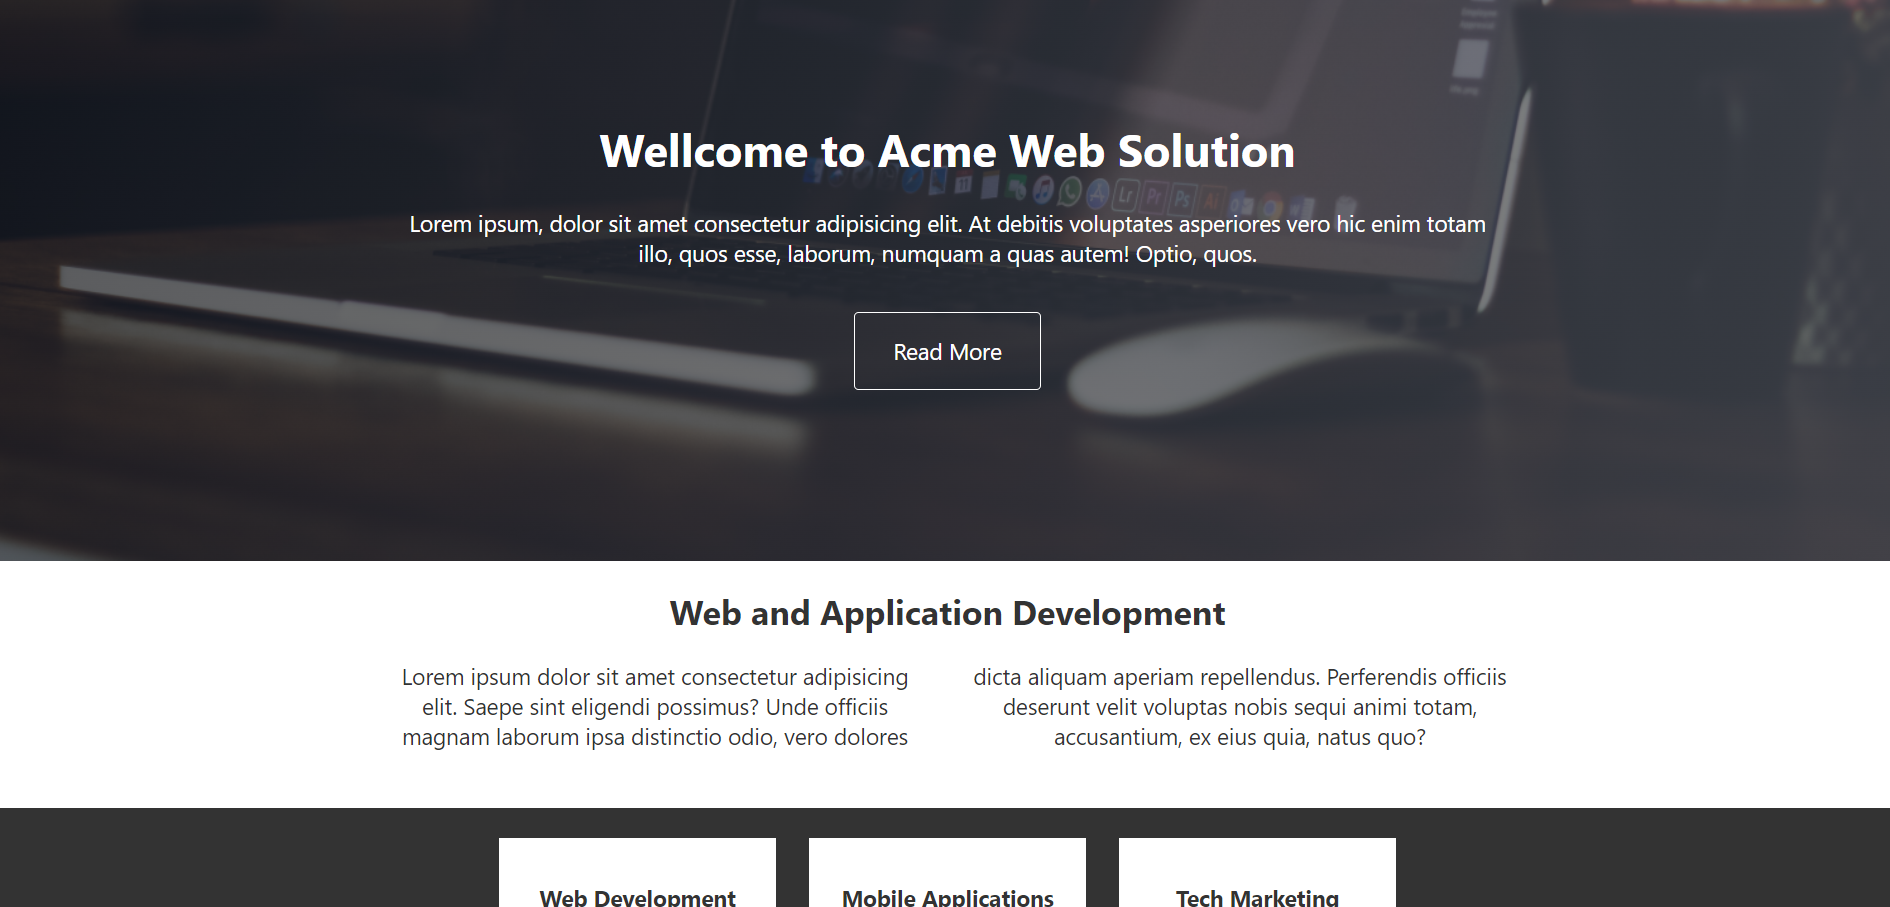 Wellcome to Acme Web Solution
Lorem ipsum, dolor sit amet consectetur adipisicing elit. At debitis voluptates asperiores vero hic enim totam
illo, quos esse, laborum, numquam a quas autem! Optio, quos.
Lr Pr Ps Ai
Read More
Web and Application Development
Lorem ipsum dolor sit amet consectetur adipisicing
elit. Saepe sint eligendi possimus? Unde officiis
magnam laborum ipsa distinctio odio, vero dolores
dicta aliquam aperiam repellendus. Perferendis officiis
deserunt velit voluptas nobis sequi animi totam,
accusantium, ex eius quia, natus quo?
Web Development
Mobile Applications
Tech Marketing